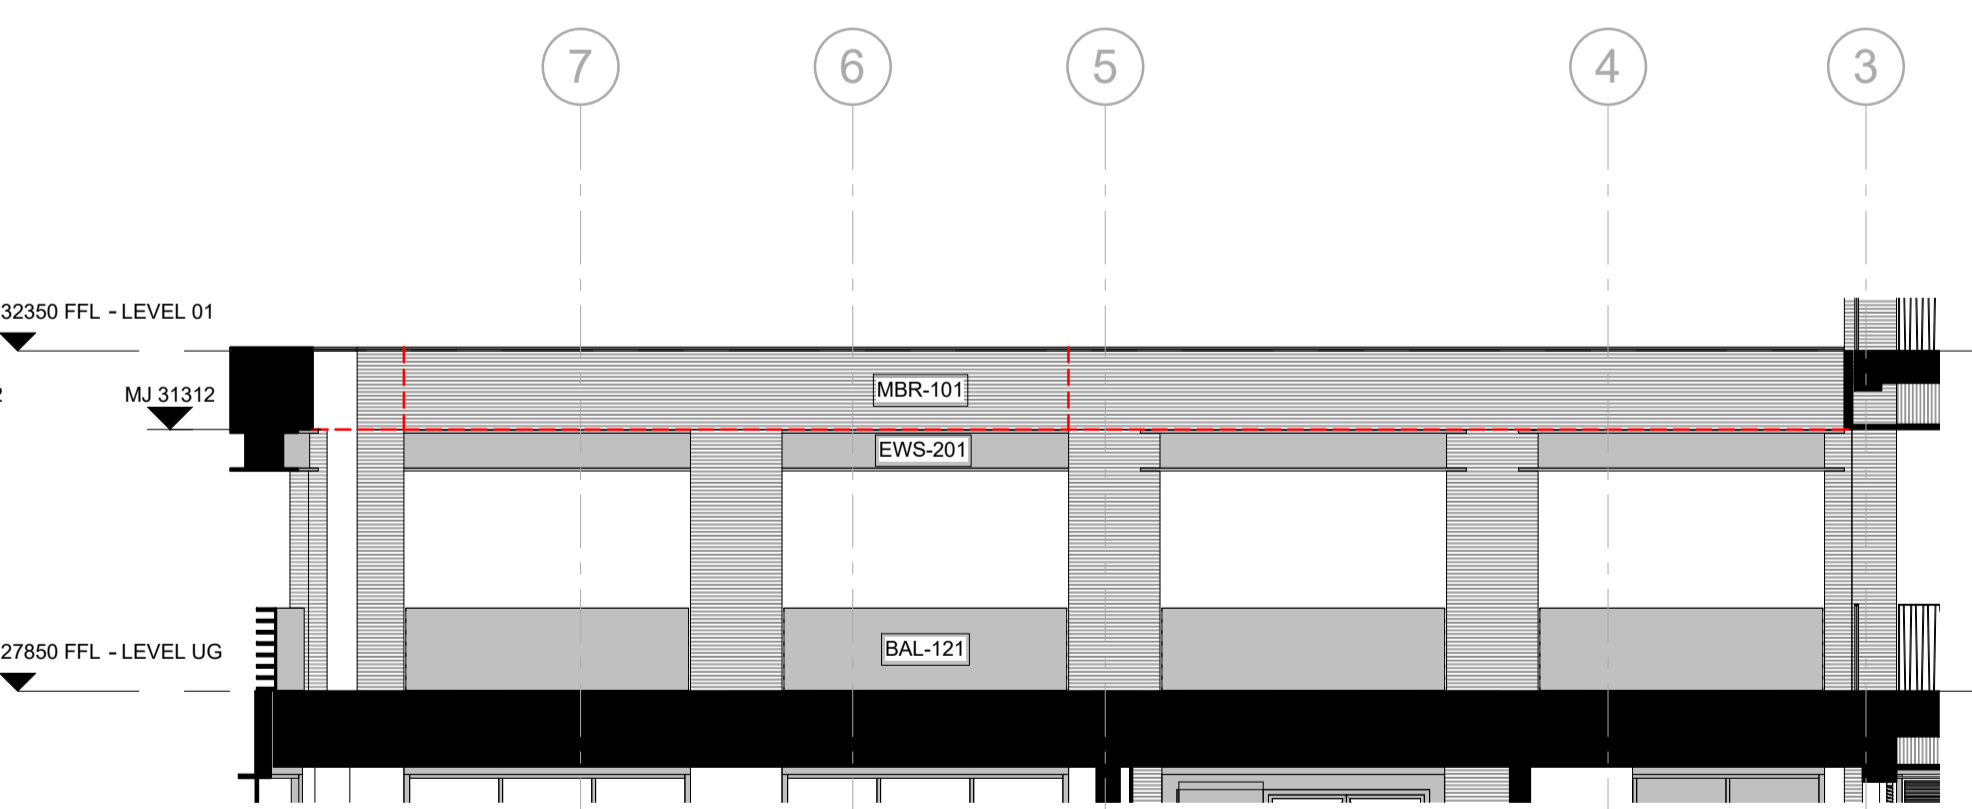 7 6 5 4 3
32350 FFL - LEVEL 01
2
MJ 31312
MBR-101
EWS-201
27850 FFL - LEVEL UG
BAL-121